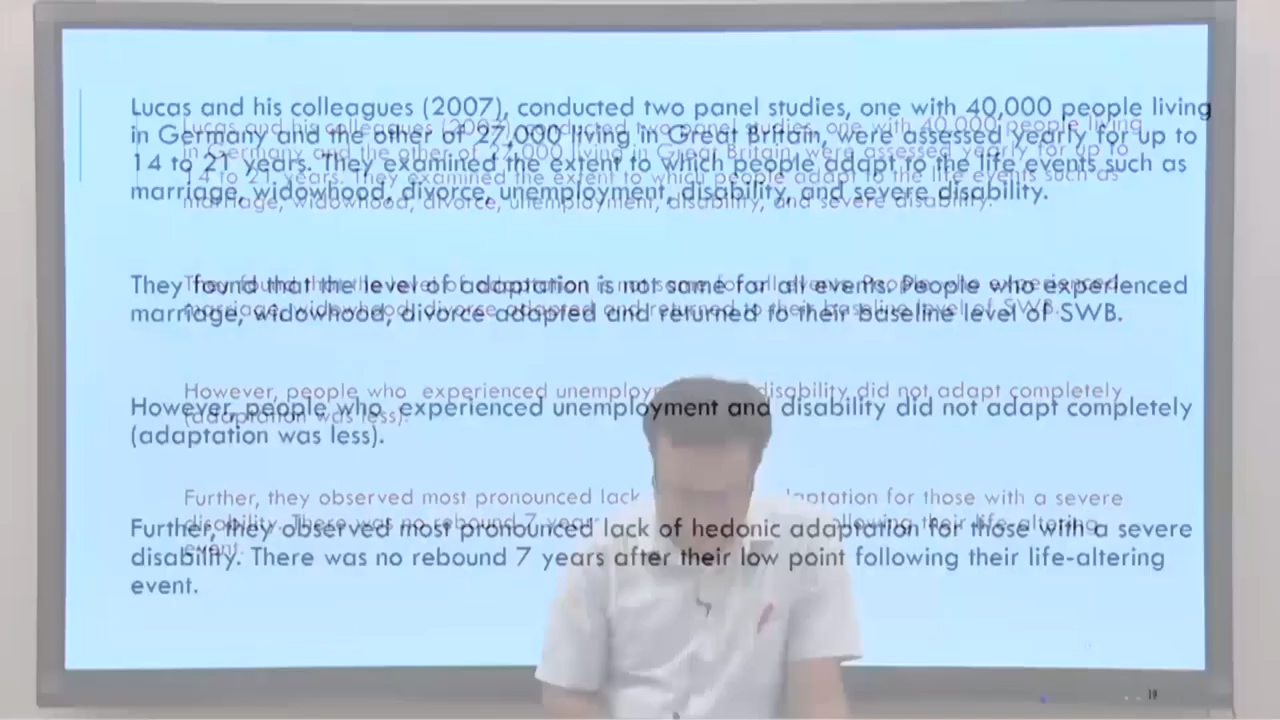 Lucas and his colleagues (2007), conducted two panel studies, one with 40,000 people living
in Germany and the other of 27,000 living in Great Britain, were assessed yearly for up to
14 to 21 years. They examined the extent to which people adapt to the life events such as
marriage, widowhood, divorce, unemployment, disability, and severe disability.
They found that the level of adaptation is not same for all events. People who experienced
marriage, widowhood, divorce adapted and returned to their baseline level of SWB.
However, people who experienced unemployment and disability did not adapt completely
(adaptation was less).
Further, they observed most pronounced lack of hedonic adaptation for those with a severe
disability. There was no rebound 7 years after their low point following their life-altering
event.
19